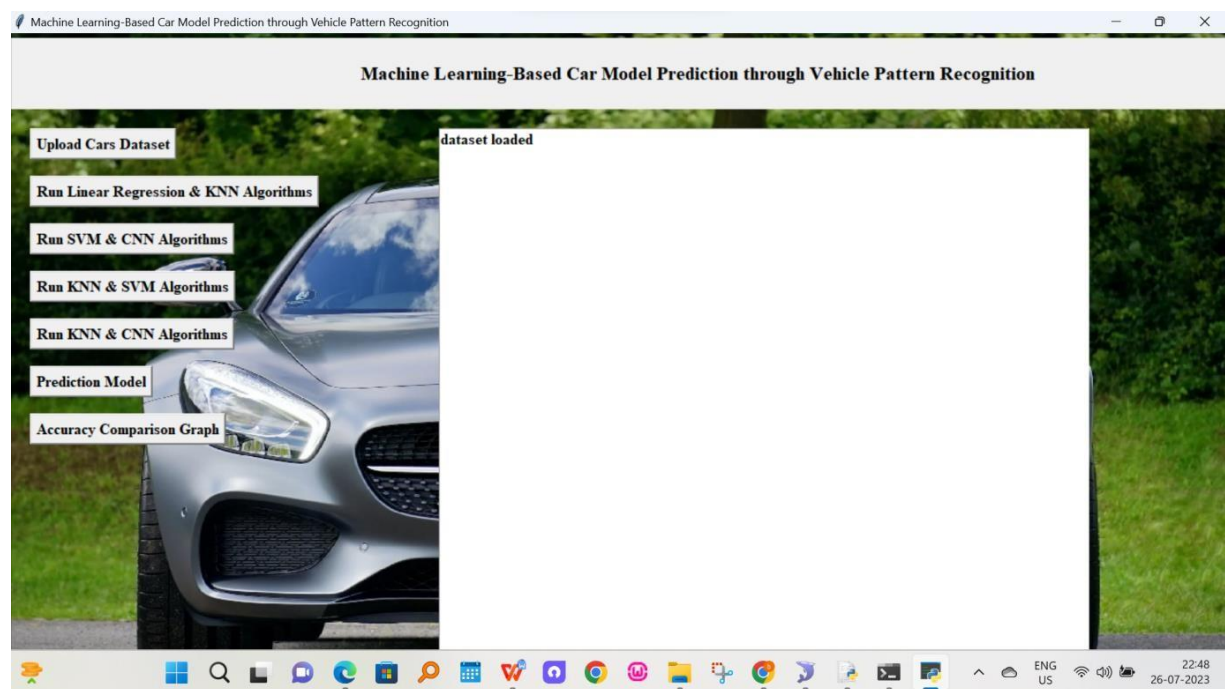 Machine Learning-Based Car Model Prediction through Vehicle Pattern Recognition
Machine Learning-Based Car Model Prediction through Vehicle Pattern Recognition
Upload Cars Dataset
dataset loaded
Run Linear Regression & KNN Algorithms
Run SVM & CNN Algorithms
Run KNN & SVM Algorithms
Run KNN & CNN Algorithms
Prediction Model
Accuracy Comparison Graph
ENG
US
22:48
26-07-2023